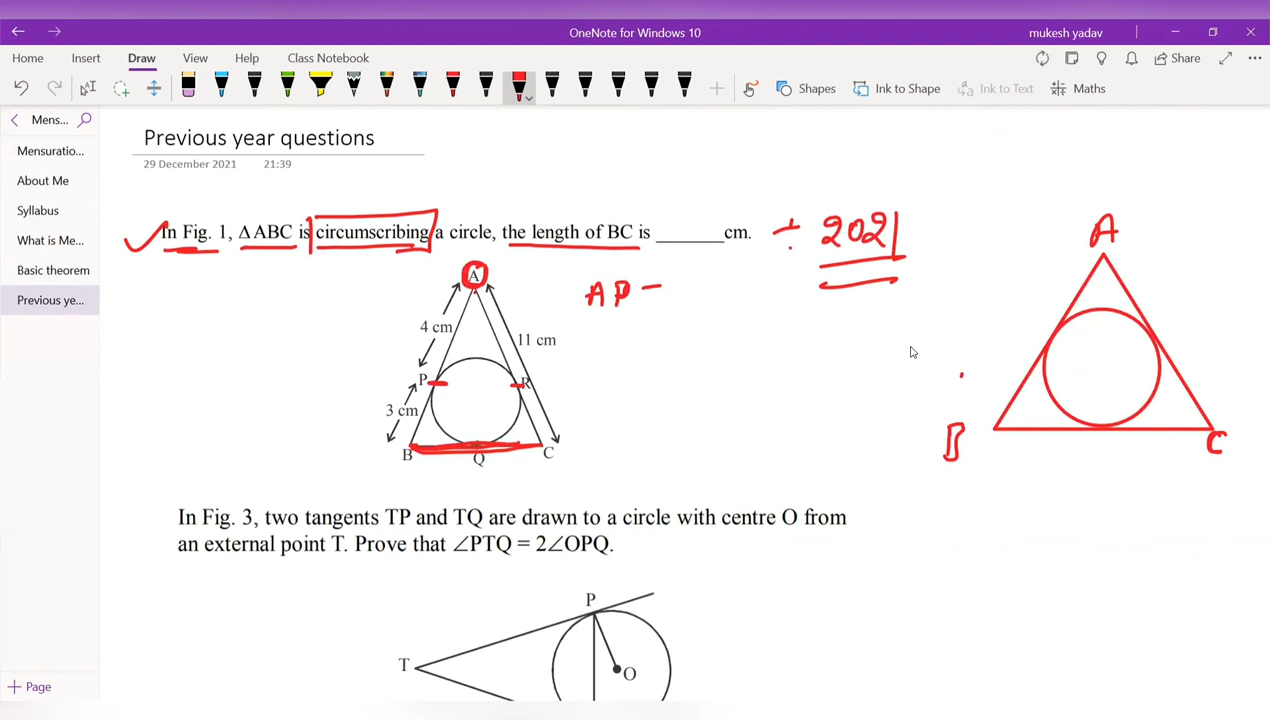 OneNote for Windows 10
mukesh yadav
Home Insert Draw View Help Class Notebook
Share
Shapes Ink to Shape Ink to Text Maths
Mens...
Mensuratio...
About Me
Syllabus
What is Me...
Basic theorem
Previous ye...
Page
Previous year questions
29 December 2021 21:39
In Fig. 1, ΔABC is circumscribing a circle, the length of BC is ________cm. ÷ 2021
A
AP-
4 cm
11 cm
P
R
3 cm
B
Q
C
A
B
C
In Fig. 3, two tangents TP and TQ are drawn to a circle with centre O from
an external point T. Prove that ∠PTQ = 2∠OPQ.
P
T
O